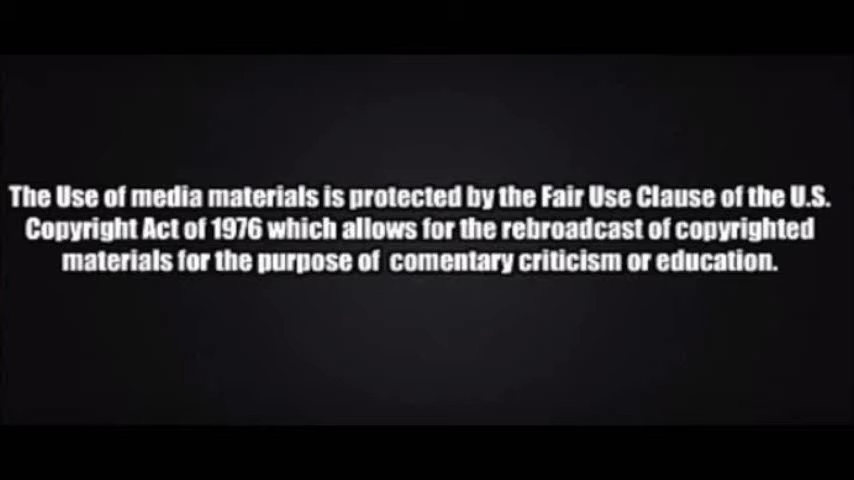 The Use of media materials is protected by the Fair Use Clause of the U.S.
Copyright Act of 1976 which allows for the rebroadcast of copyrighted
materials for the purpose of comentary criticism or education.